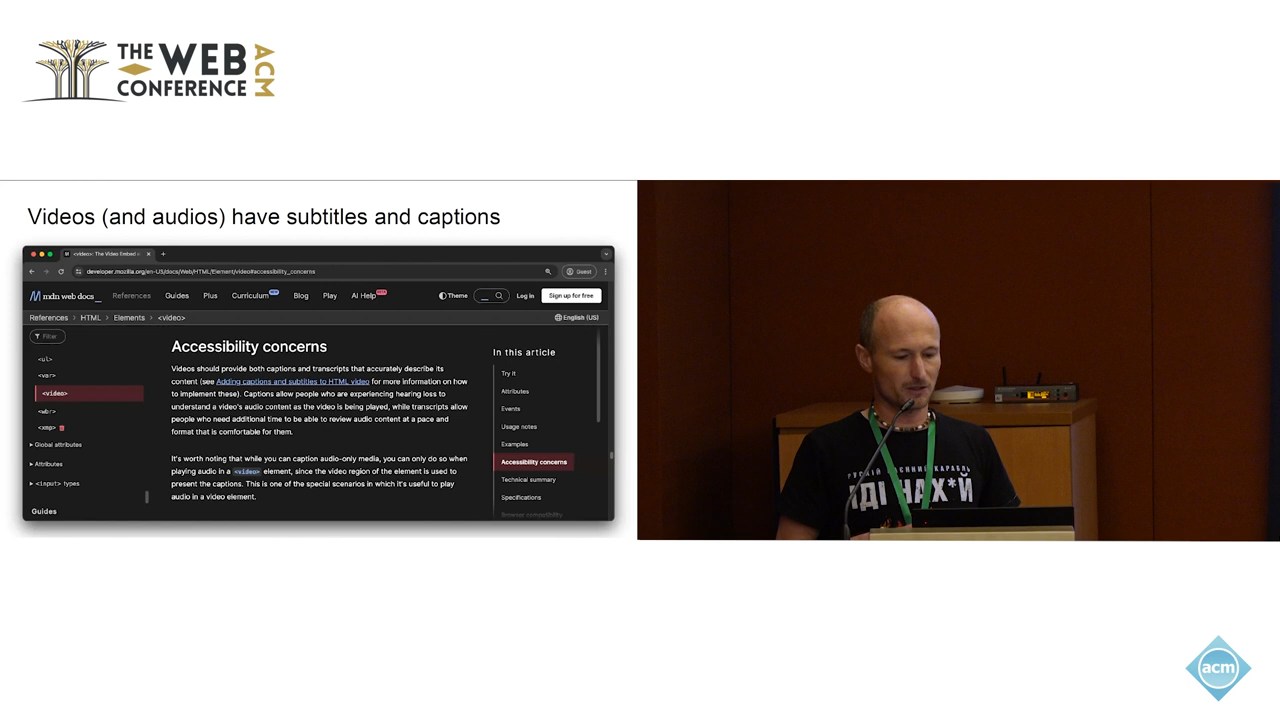 THE WEB
CONFERENCE
ACM
Videos (and audios) have subtitles and captions
<video>: The Video Embed
developer.mozilla.org/en-US/docs/Web/HTML/Element/video#accessibility_concerns
Guest
mdn web docs_
References
Guides
Plus
Curriculum
Blog
Play
AI Help
Theme
Log in
Sign up for free
References > HTML > Elements > <video>
English (US)
Filter
<ul>
<var>
<video>
<wbr>
<xmp>
Global attributes
Attributes
<input> types
Guides
Accessibility concerns
Videos should provide both captions and transcripts that accurately describe its
content (see Adding captions and subtitles to HTML video for more information on how
to implement these). Captions allow people who are experiencing hearing loss to
understand a video's audio content as the video is being played, while transcripts allow
people who need additional time to be able to review audio content at a pace and
format that is comfortable for them.
It's worth noting that while you can caption audio-only media, you can only do so when
playing audio in a <video> element, since the video region of the element is used to
present the captions. This is one of the special scenarios in which it's useful to play
audio in a video element.
In this article
Try it
Attributes
Events
Usage notes
Examples
Accessibility concerns
Technical summary
Specifications
Browser compatibility
ІДІ НАХ*Й
acm